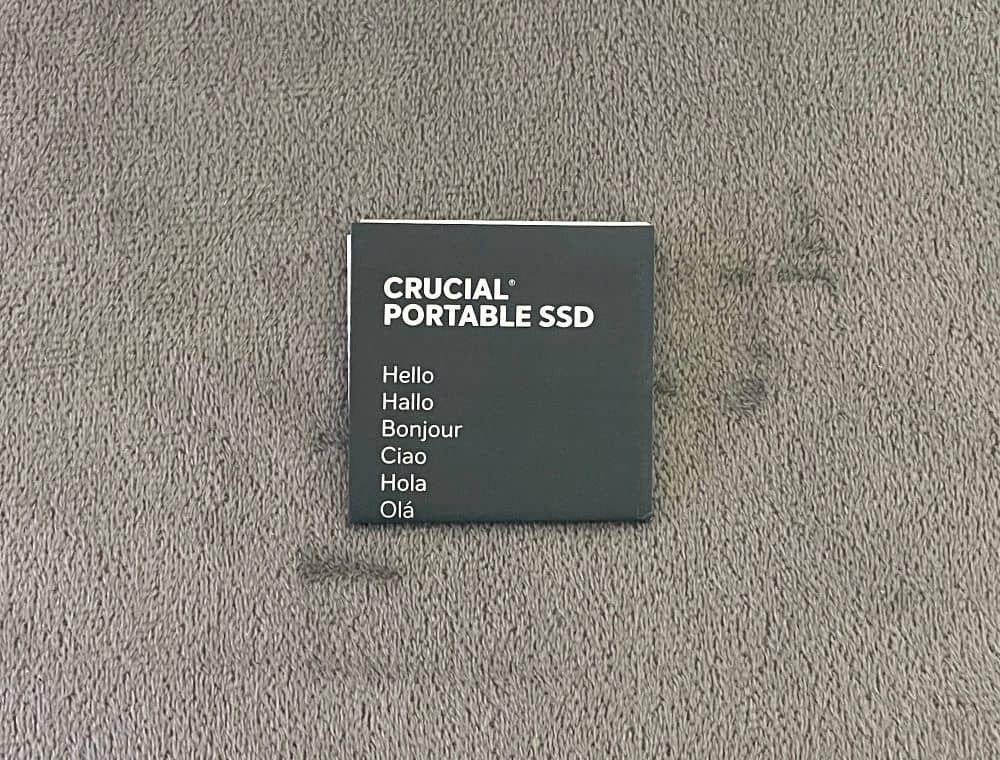 CRUCIAL®
PORTABLE SSD
Hello
Hallo
Bonjour
Ciao
Hola
Olá